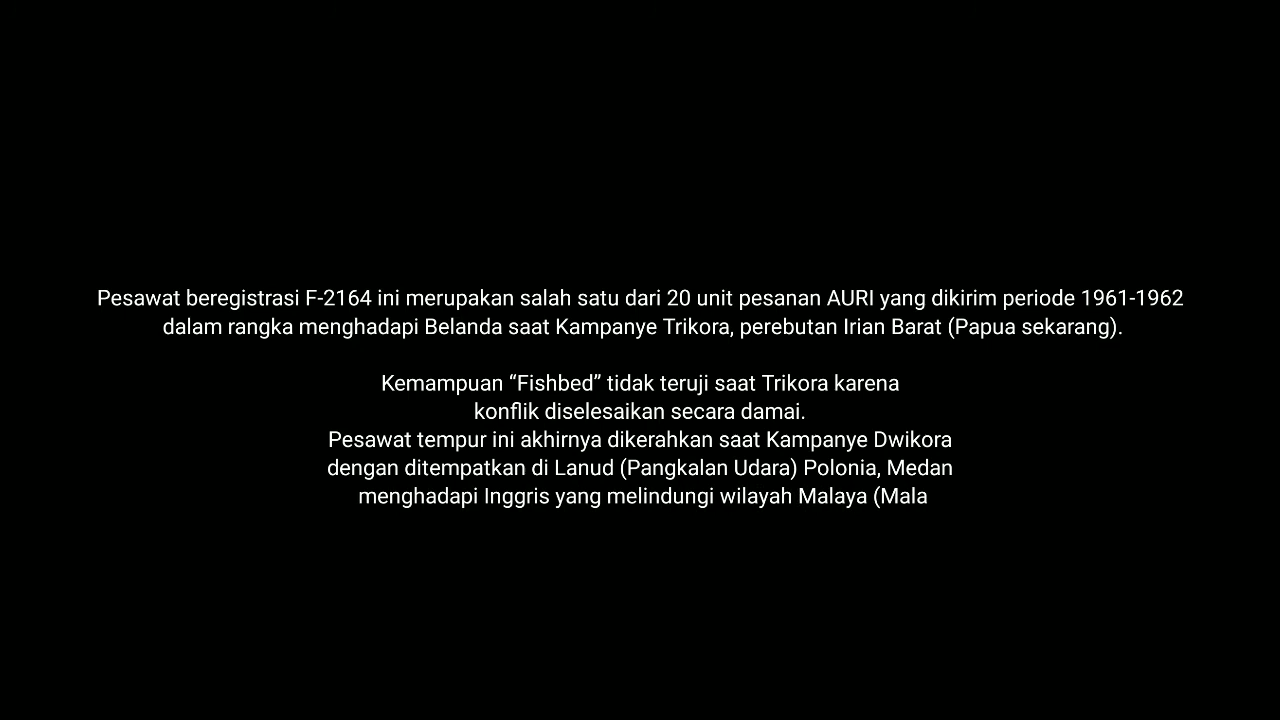 Pesawat beregistrasi F-2164 ini merupakan salah satu dari 20 unit pesanan AURI yang dikirim periode 1961-1962
dalam rangka menghadapi Belanda saat Kampanye Trikora, perebutan Irian Barat (Papua sekarang).
Kemampuan “Fishbed” tidak teruji saat Trikora karena
konflik diselesaikan secara damai.
Pesawat tempur ini akhirnya dikerahkan saat Kampanye Dwikora
dengan ditempatkan di Lanud (Pangkalan Udara) Polonia, Medan
menghadapi Inggris yang melindungi wilayah Malaya (Mala